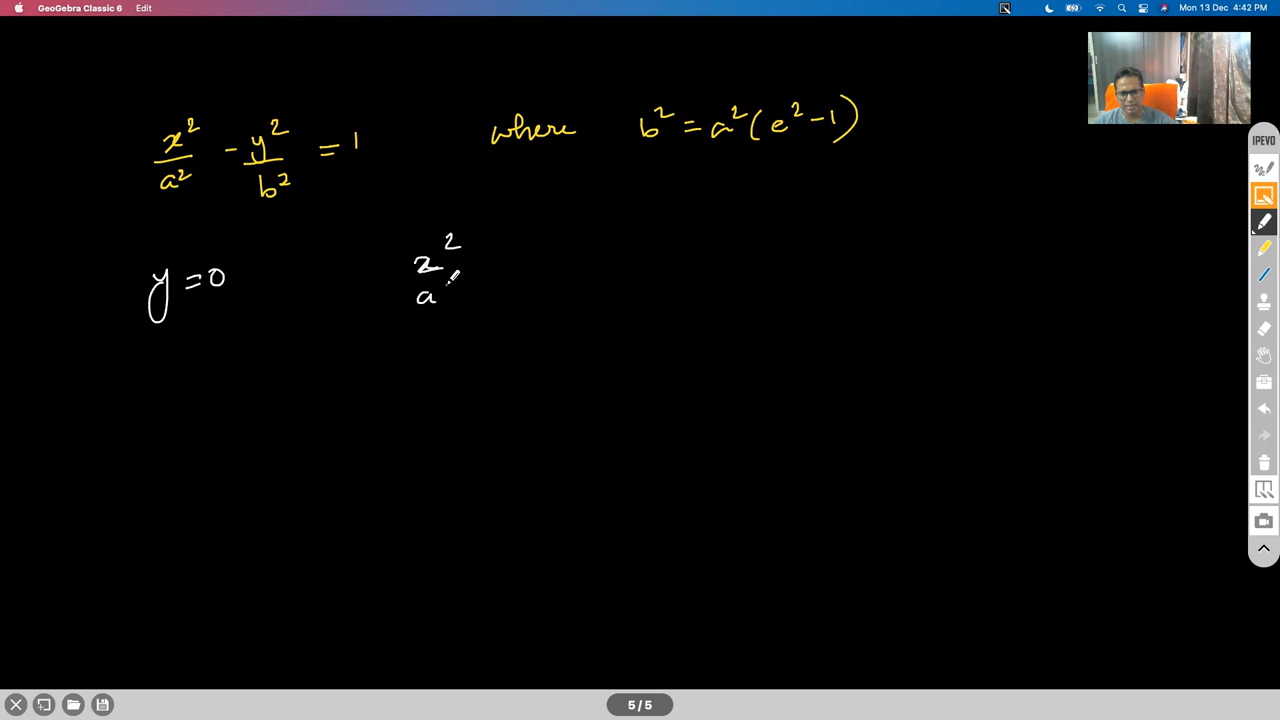 GeoGebra Classic 6 Edit Mon 13 Dec 4:42 PM
IPEVO
x²/a² - y²/b² = 1 where b² = a²(e² - 1)
y = 0 x²
a
5 / 5